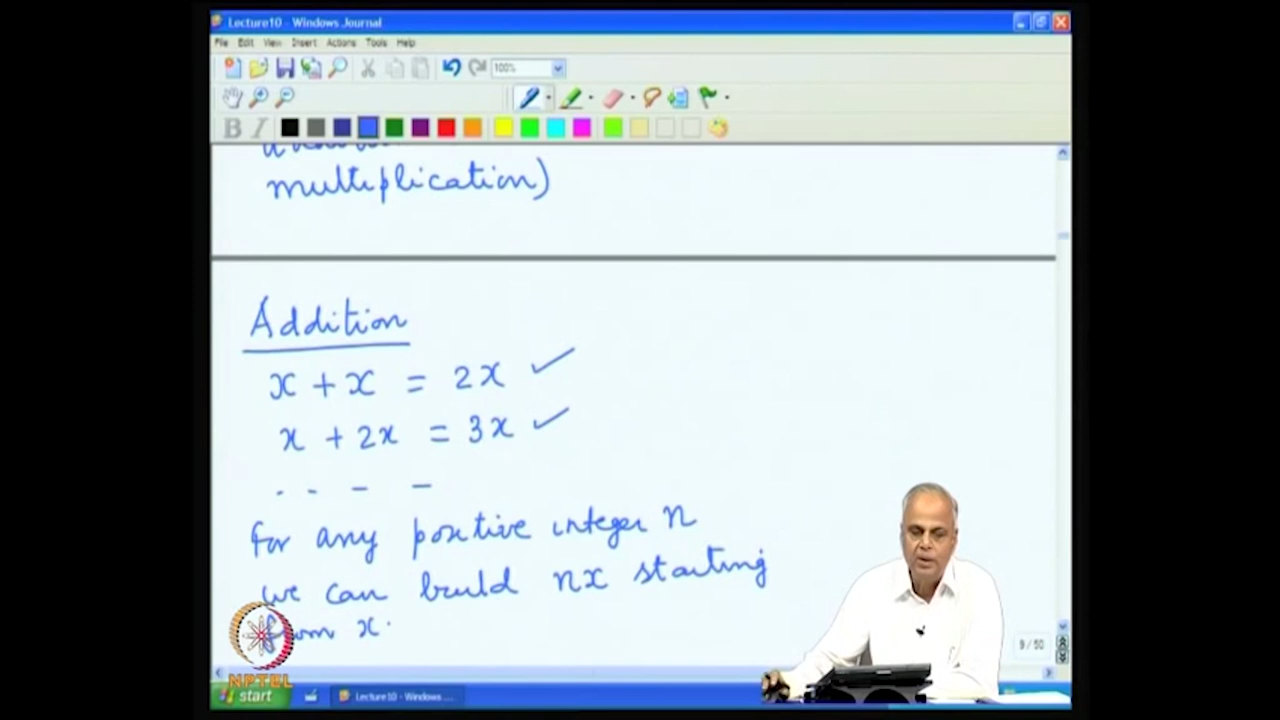 Lecture10 - Windows Journal
File Edit View Insert Actions Tools Help
100%
B I
multiplication)
Addition
x + x = 2x ✓
x + 2x = 3x ✓
.. - -
For any positive integer n
we can build nx starting
from x.
9 / 50
NPTEL
start Lecture10 - Windows ....